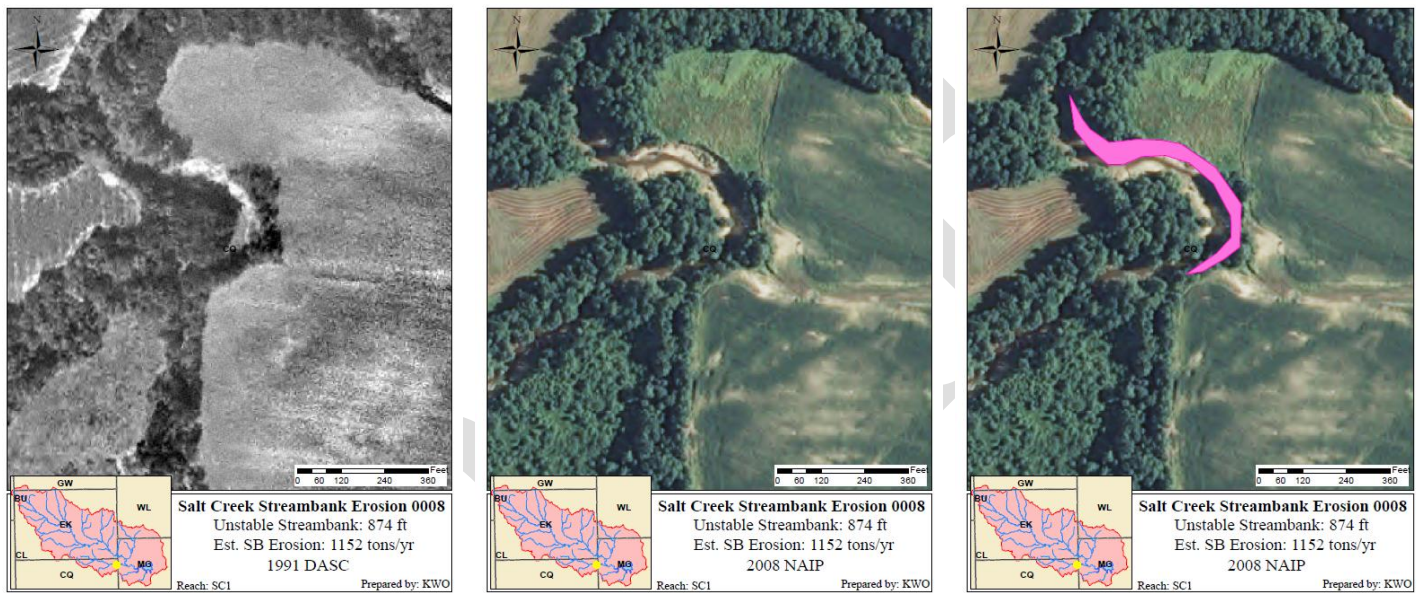 N
CQ
Feet
0 60 120 240 360
GW
BU
WL
EK
CL
MG
CQ
Salt Creek Streambank Erosion 0008
Unstable Streambank: 874 ft
Est. SB Erosion: 1152 tons/yr
1991 DASC
Reach: SC1
Prepared by: KWO
N
CQ
Feet
0 60 120 240 360
GW
BU
WL
EK
CL
MG
CQ
Salt Creek Streambank Erosion 0008
Unstable Streambank: 874 ft
Est. SB Erosion: 1152 tons/yr
2008 NAIP
Reach: SC1
Prepared by: KWO
N
CQ
Feet
0 60 120 240 360
GW
BU
WL
EK
CL
MG
CQ
Salt Creek Streambank Erosion 0008
Unstable Streambank: 874 ft
Est. SB Erosion: 1152 tons/yr
2008 NAIP
Reach: SC1
Prepared by: KWO